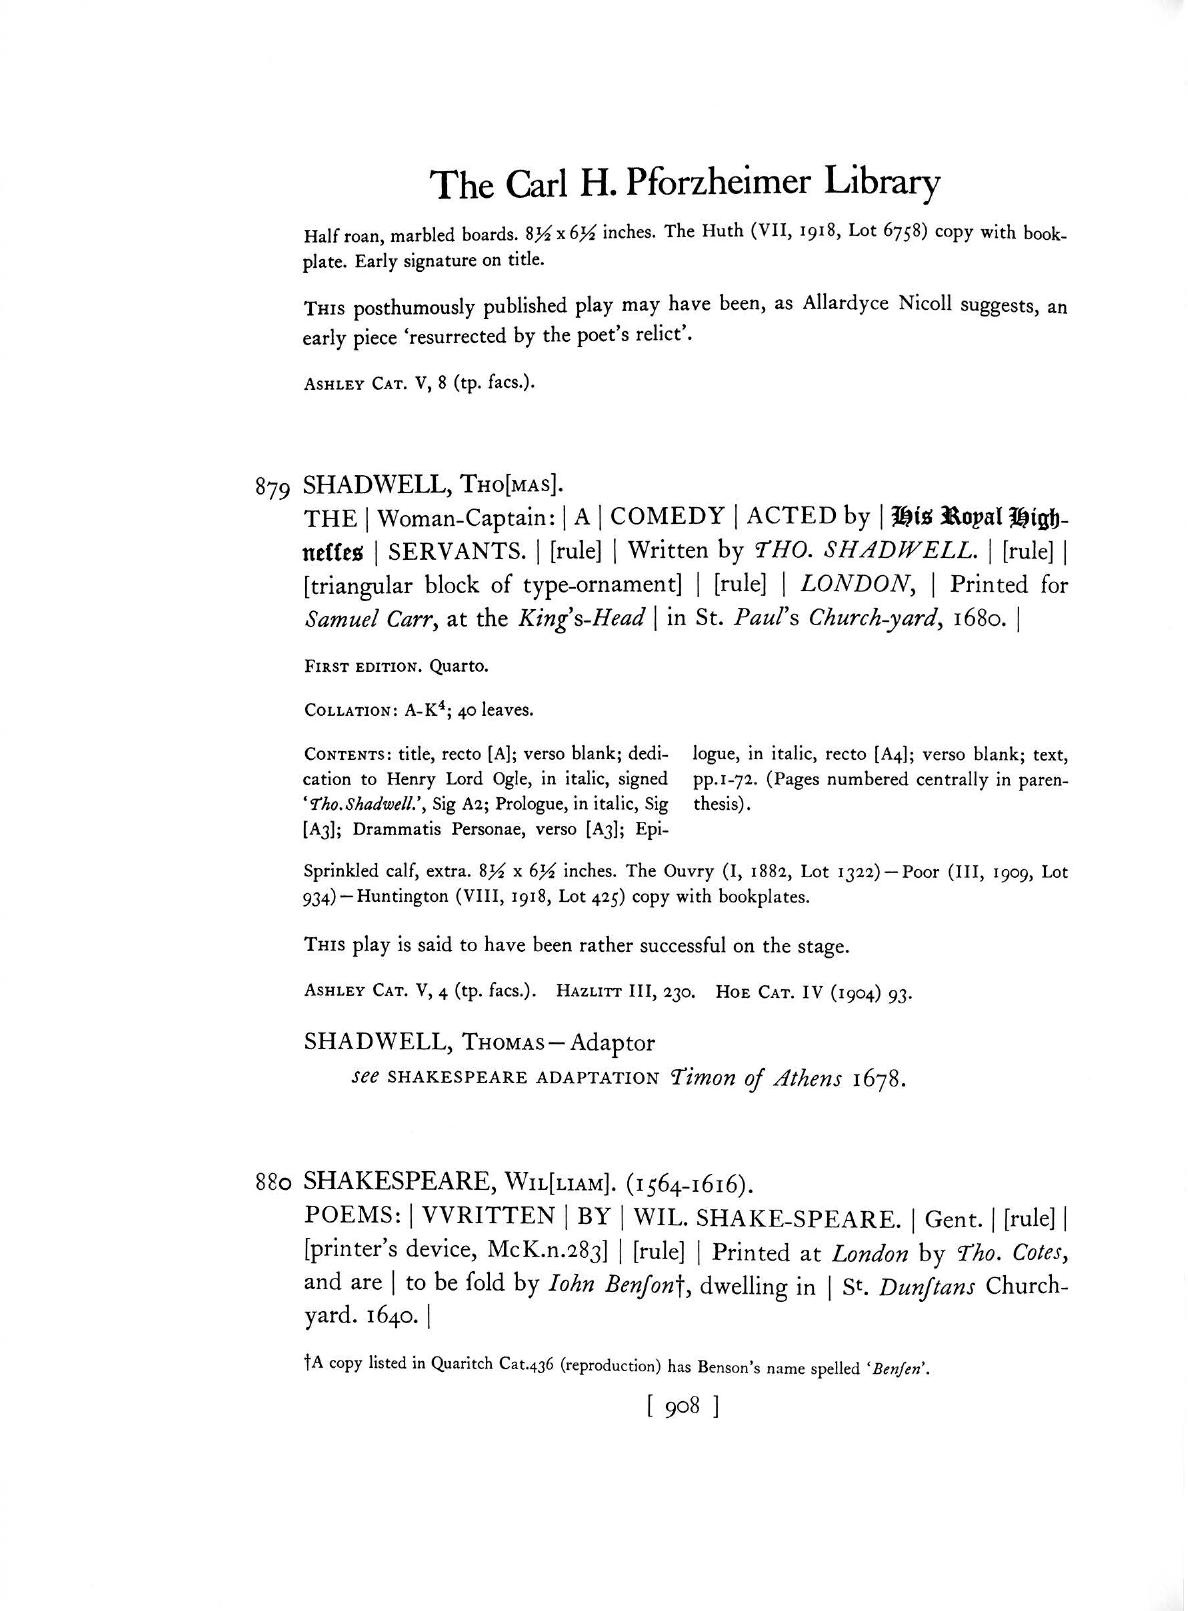 The Carl H. Pforzheimer Library
Half roan, marbled boards. 8½ x 6½ inches. The Huth (VII, 1918, Lot 6758) copy with book-
plate. Early signature on title.
This posthumously published play may have been, as Allardyce Nicoll suggests, an
early piece ‘resurrected by the poet’s relict’.
Ashley Cat. V, 8 (tp. facs.).
879 SHADWELL, Tho[mas].
THE | Woman-Captain: | A | COMEDY | ACTED by | His Royal High-
neſſes | SERVANTS. | [rule] | Written by THO. SHADWELL. | [rule] |
[triangular block of type-ornament] | [rule] | LONDON, | Printed for
Samuel Carr, at the King’s-Head | in St. Paul’s Church-yard, 1680. |
First edition. Quarto.
Collation: A-K⁴; 40 leaves.
Contents: title, recto [A]; verso blank; dedi-
cation to Henry Lord Ogle, in italic, signed
‘Tho. Shadwell.’, Sig A2; Prologue, in italic, Sig
[A3]; Drammatis Personae, verso [A3]; Epi-
logue, in italic, recto [A4]; verso blank; text,
pp.1-72. (Pages numbered centrally in paren-
thesis).
Sprinkled calf, extra. 8½ x 6½ inches. The Ouvry (I, 1882, Lot 1322) — Poor (III, 1909, Lot
934) — Huntington (VIII, 1918, Lot 425) copy with bookplates.
This play is said to have been rather successful on the stage.
Ashley Cat. V, 4 (tp. facs.). Hazlitt III, 230. Hoe Cat. IV (1904) 93.
SHADWELL, Thomas — Adaptor
see SHAKESPEARE ADAPTATION Timon of Athens 1678.
880 SHAKESPEARE, Wil[liam]. (1564-1616).
POEMS: | VVRITTEN | BY | WIL. SHAKE-SPEARE. | Gent. | [rule] |
[printer’s device, McK.n.283] | [rule] | Printed at London by Tho. Cotes,
and are | to be ſold by Iohn Benſon†, dwelling in | Sᵗ. Dunſtans Church-
yard. 1640. |
†A copy listed in Quaritch Cat.436 (reproduction) has Benson’s name spelled ‘Benſen’.
[ 908 ]